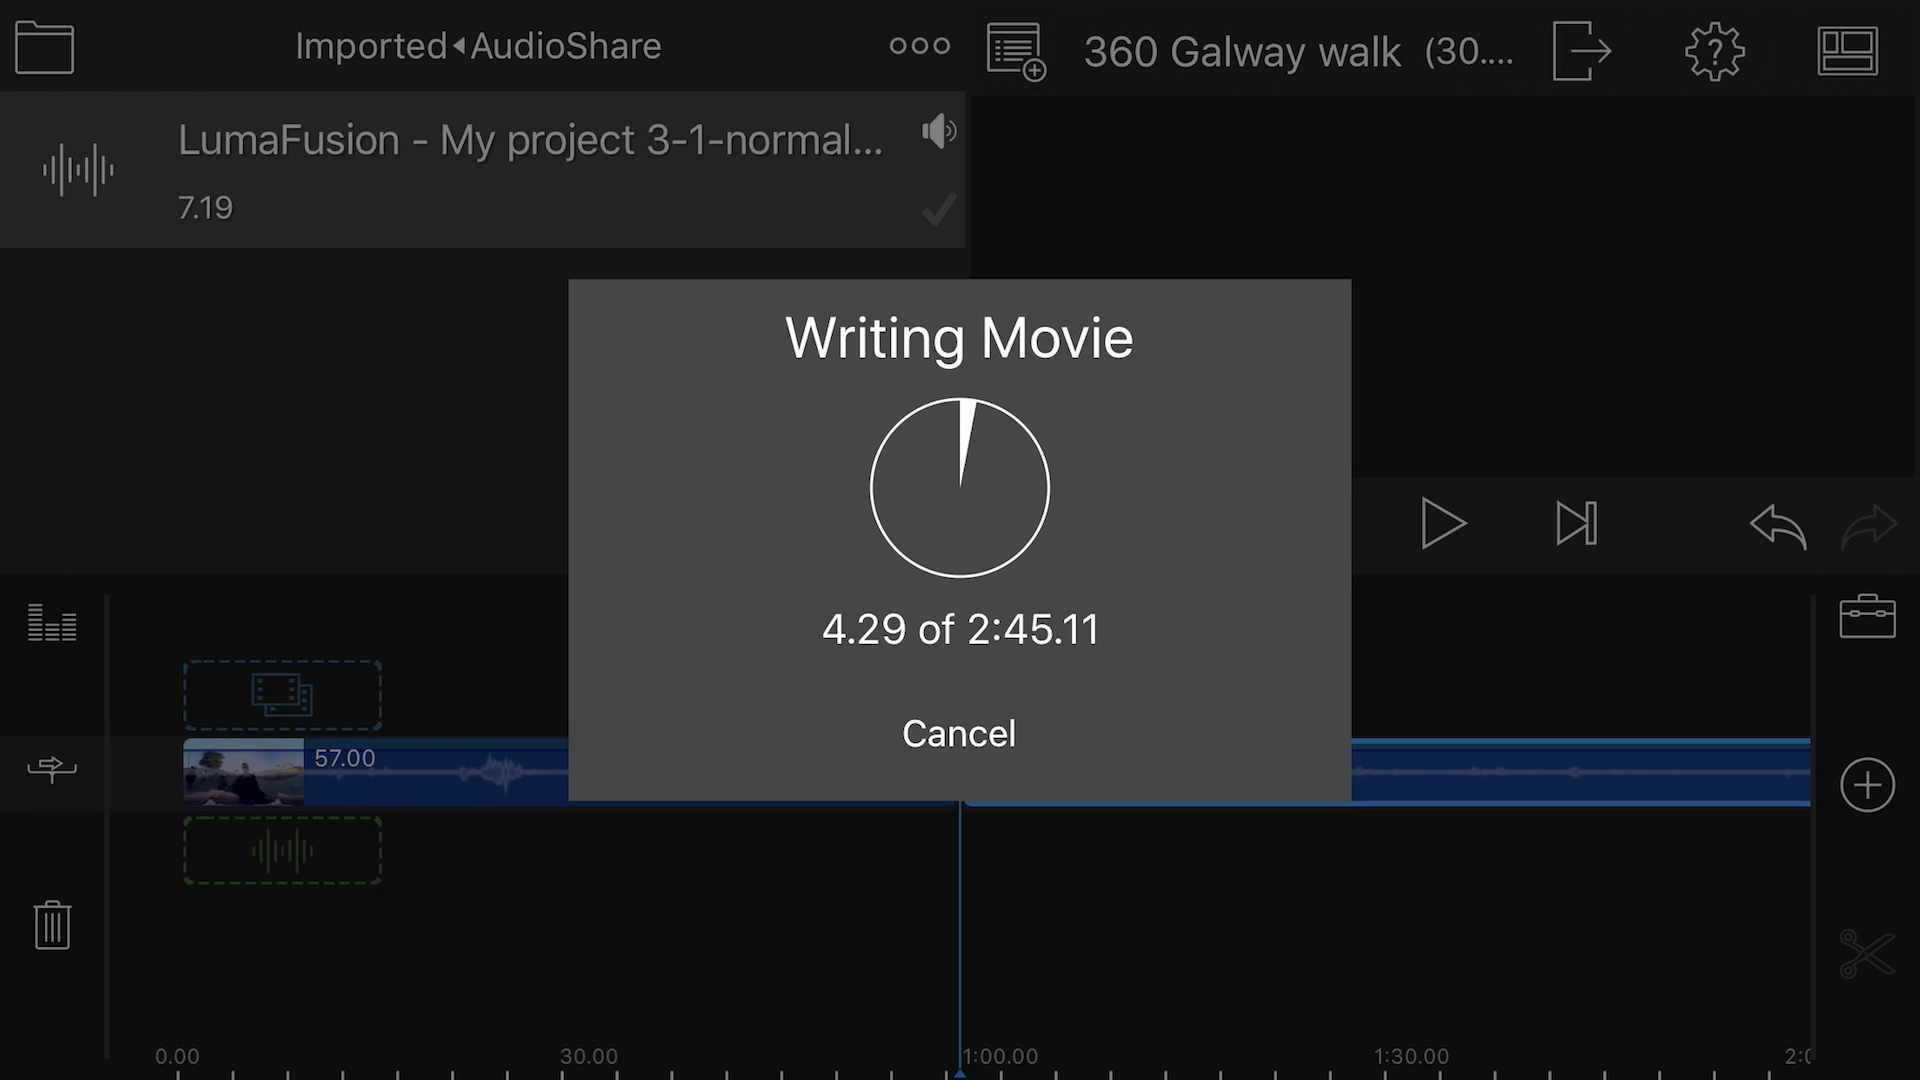 Imported◂AudioShare
360 Galway walk (30....
LumaFusion - My project 3-1-normal...
7.19
Writing Movie
4.29 of 2:45.11
Cancel
57.00
0.00 30.00 1:00.00 1:30.00